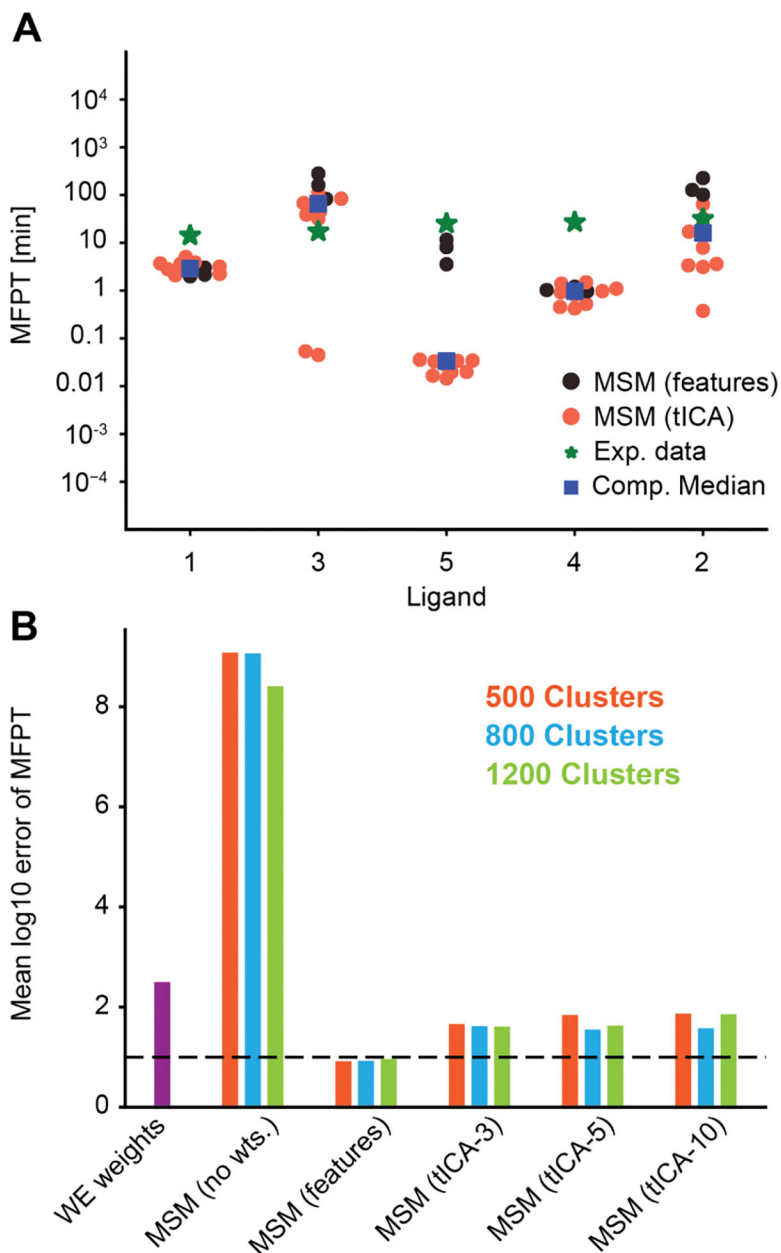 A
MFPT [min]
10⁴
10³
100
10
1
0.1
0.01
10⁻³
10⁻⁴
MSM (features)
MSM (tICA)
Exp. data
Comp. Median
1
3
5
4
2
Ligand
B
Mean log10 error of MFPT
8
6
4
2
0
500 Clusters
800 Clusters
1200 Clusters
WE weights
MSM (no wts.)
MSM (features)
MSM (tICA-3)
MSM (tICA-5)
MSM (tICA-10)